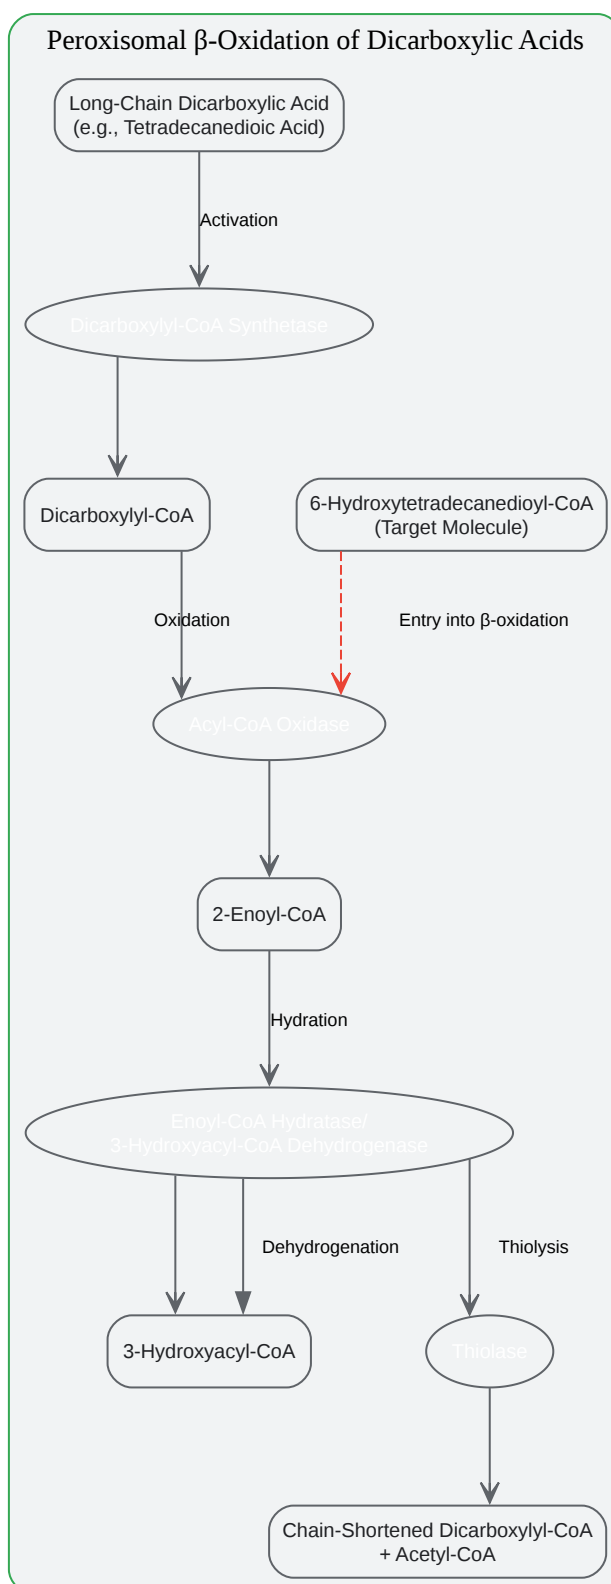 Peroxisomal β-Oxidation of Dicarboxylic Acids
Long-Chain Dicarboxylic Acid
(e.g., Tetradecanedioic Acid)
Activation
Dicarboxylyl-CoA Synthetase
Dicarboxylyl-CoA
6-Hydroxytetradecanedioyl-CoA
(Target Molecule)
Oxidation
Entry into β-oxidation
Acyl-CoA Oxidase
2-Enoyl-CoA
Hydration
Enoyl-CoA Hydratase/
3-Hydroxyacyl-CoA Dehydrogenase
Dehydrogenation
Thiolysis
3-Hydroxyacyl-CoA
Thiolase
Chain-Shortened Dicarboxylyl-CoA
+ Acetyl-CoA